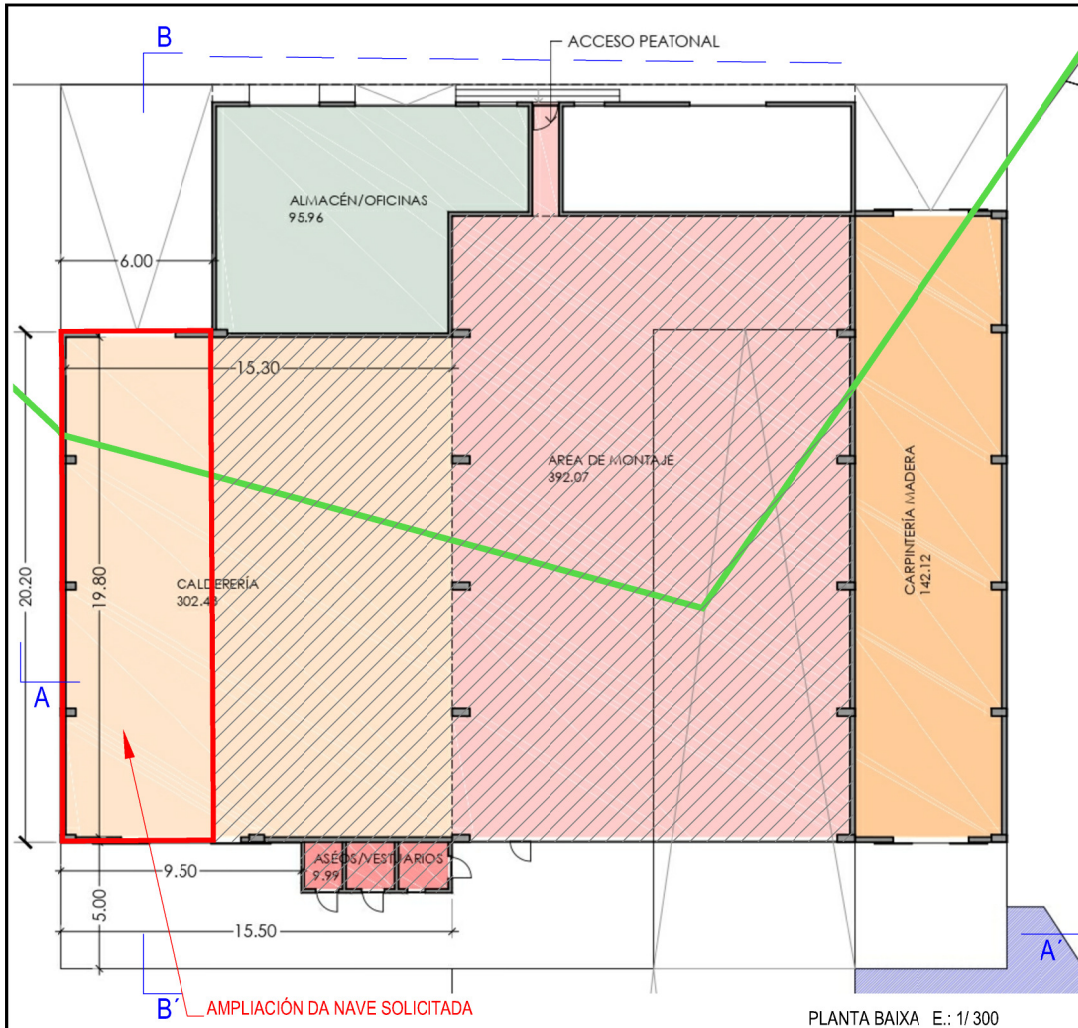 B
ACCESO PEATONAL
ALMACÉN/OFICINAS
95.96
6.00
15.30
AREA DE MONTAJE
392.07
CARPINTERÍA MADERA
142.12
20.20
19.80
CALDERERÍA
302.43
A
ASEOS/VESTUARIOS
9.99
9.50
5.00
15.50
A´
B´
AMPLIACIÓN DA NAVE SOLICITADA
PLANTA BAIXA E.: 1/ 300